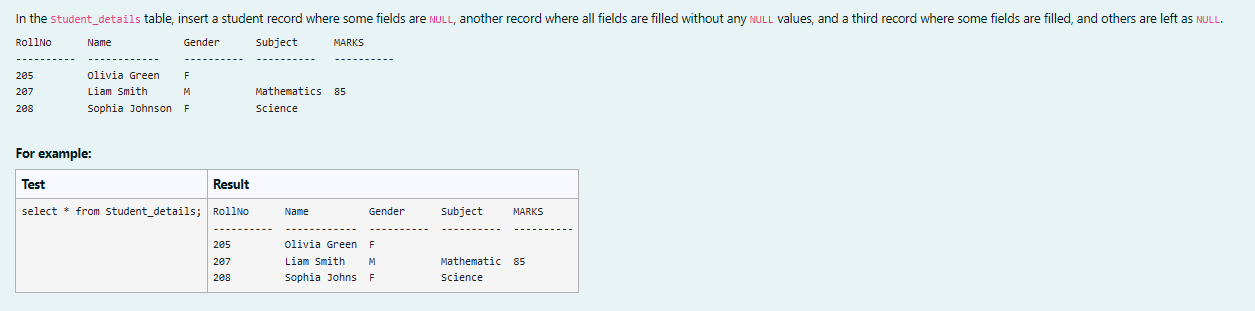 In the Student_details table, insert a student record where some fields are NULL, another record where all fields are filled without any NULL values, and a third record where some fields are filled, and others are left as NULL.
RollNo Name Gender Subject MARKS
---------- ------------ ---------- ---------- ----------
205 Olivia Green F
207 Liam Smith M Mathematics 85
208 Sophia Johnson F Science
For example:
Test Result
select * from Student_details; RollNo Name Gender Subject MARKS
---------- ------------ ---------- ---------- ----------
205 Olivia Green F
207 Liam Smith M Mathematic 85
208 Sophia Johns F Science